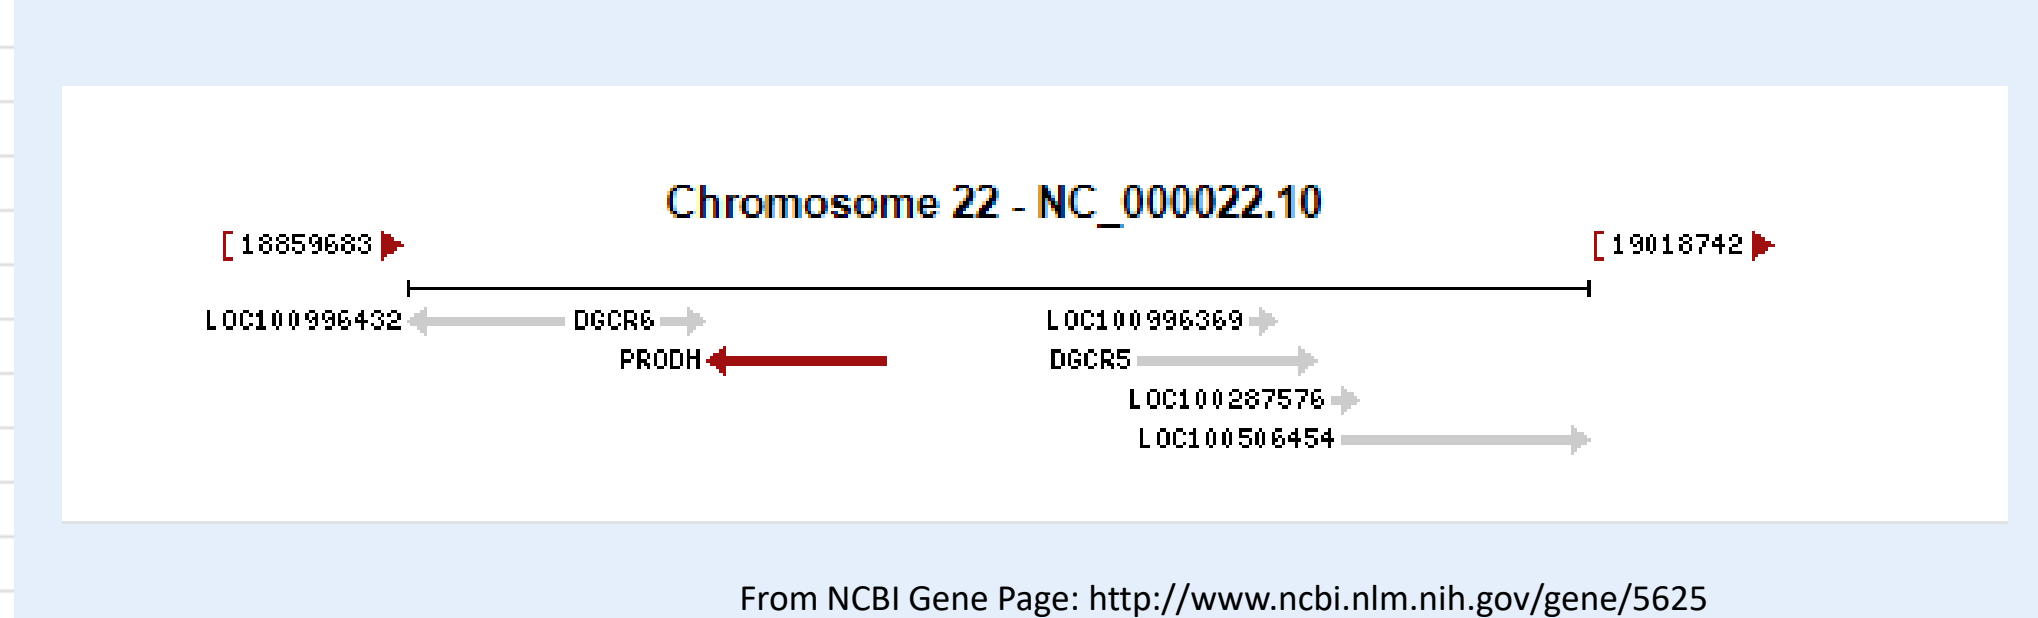 Chromosome 22 - NC_000022.10
[ 18859683
[ 19018742
LOC100996432
DGCR6
LOC100996369
PRODH
DGCR5
LOC100287576
LOC100506454
From NCBI Gene Page: http://www.ncbi.nlm.nih.gov/gene/5625